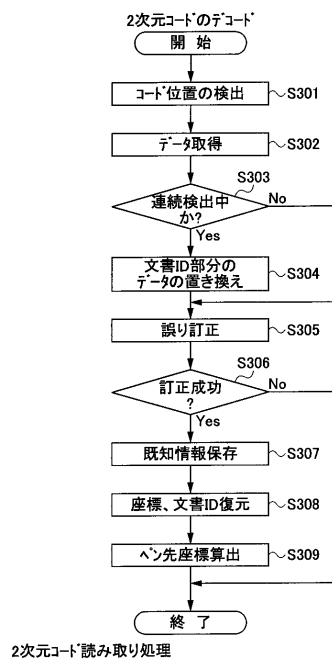 2次元コードのデコード
開 始
コード位置の検出
S301
データ取得
S302
S303
連続検出中
か?
No
Yes
文書ID部分の
データの置き換え
S304
誤り訂正
S305
S306
訂正成功
?
No
Yes
既知情報保存
S307
座標、文書ID復元
S308
ペン先座標算出
S309
終 了
2次元コード読み取り処理